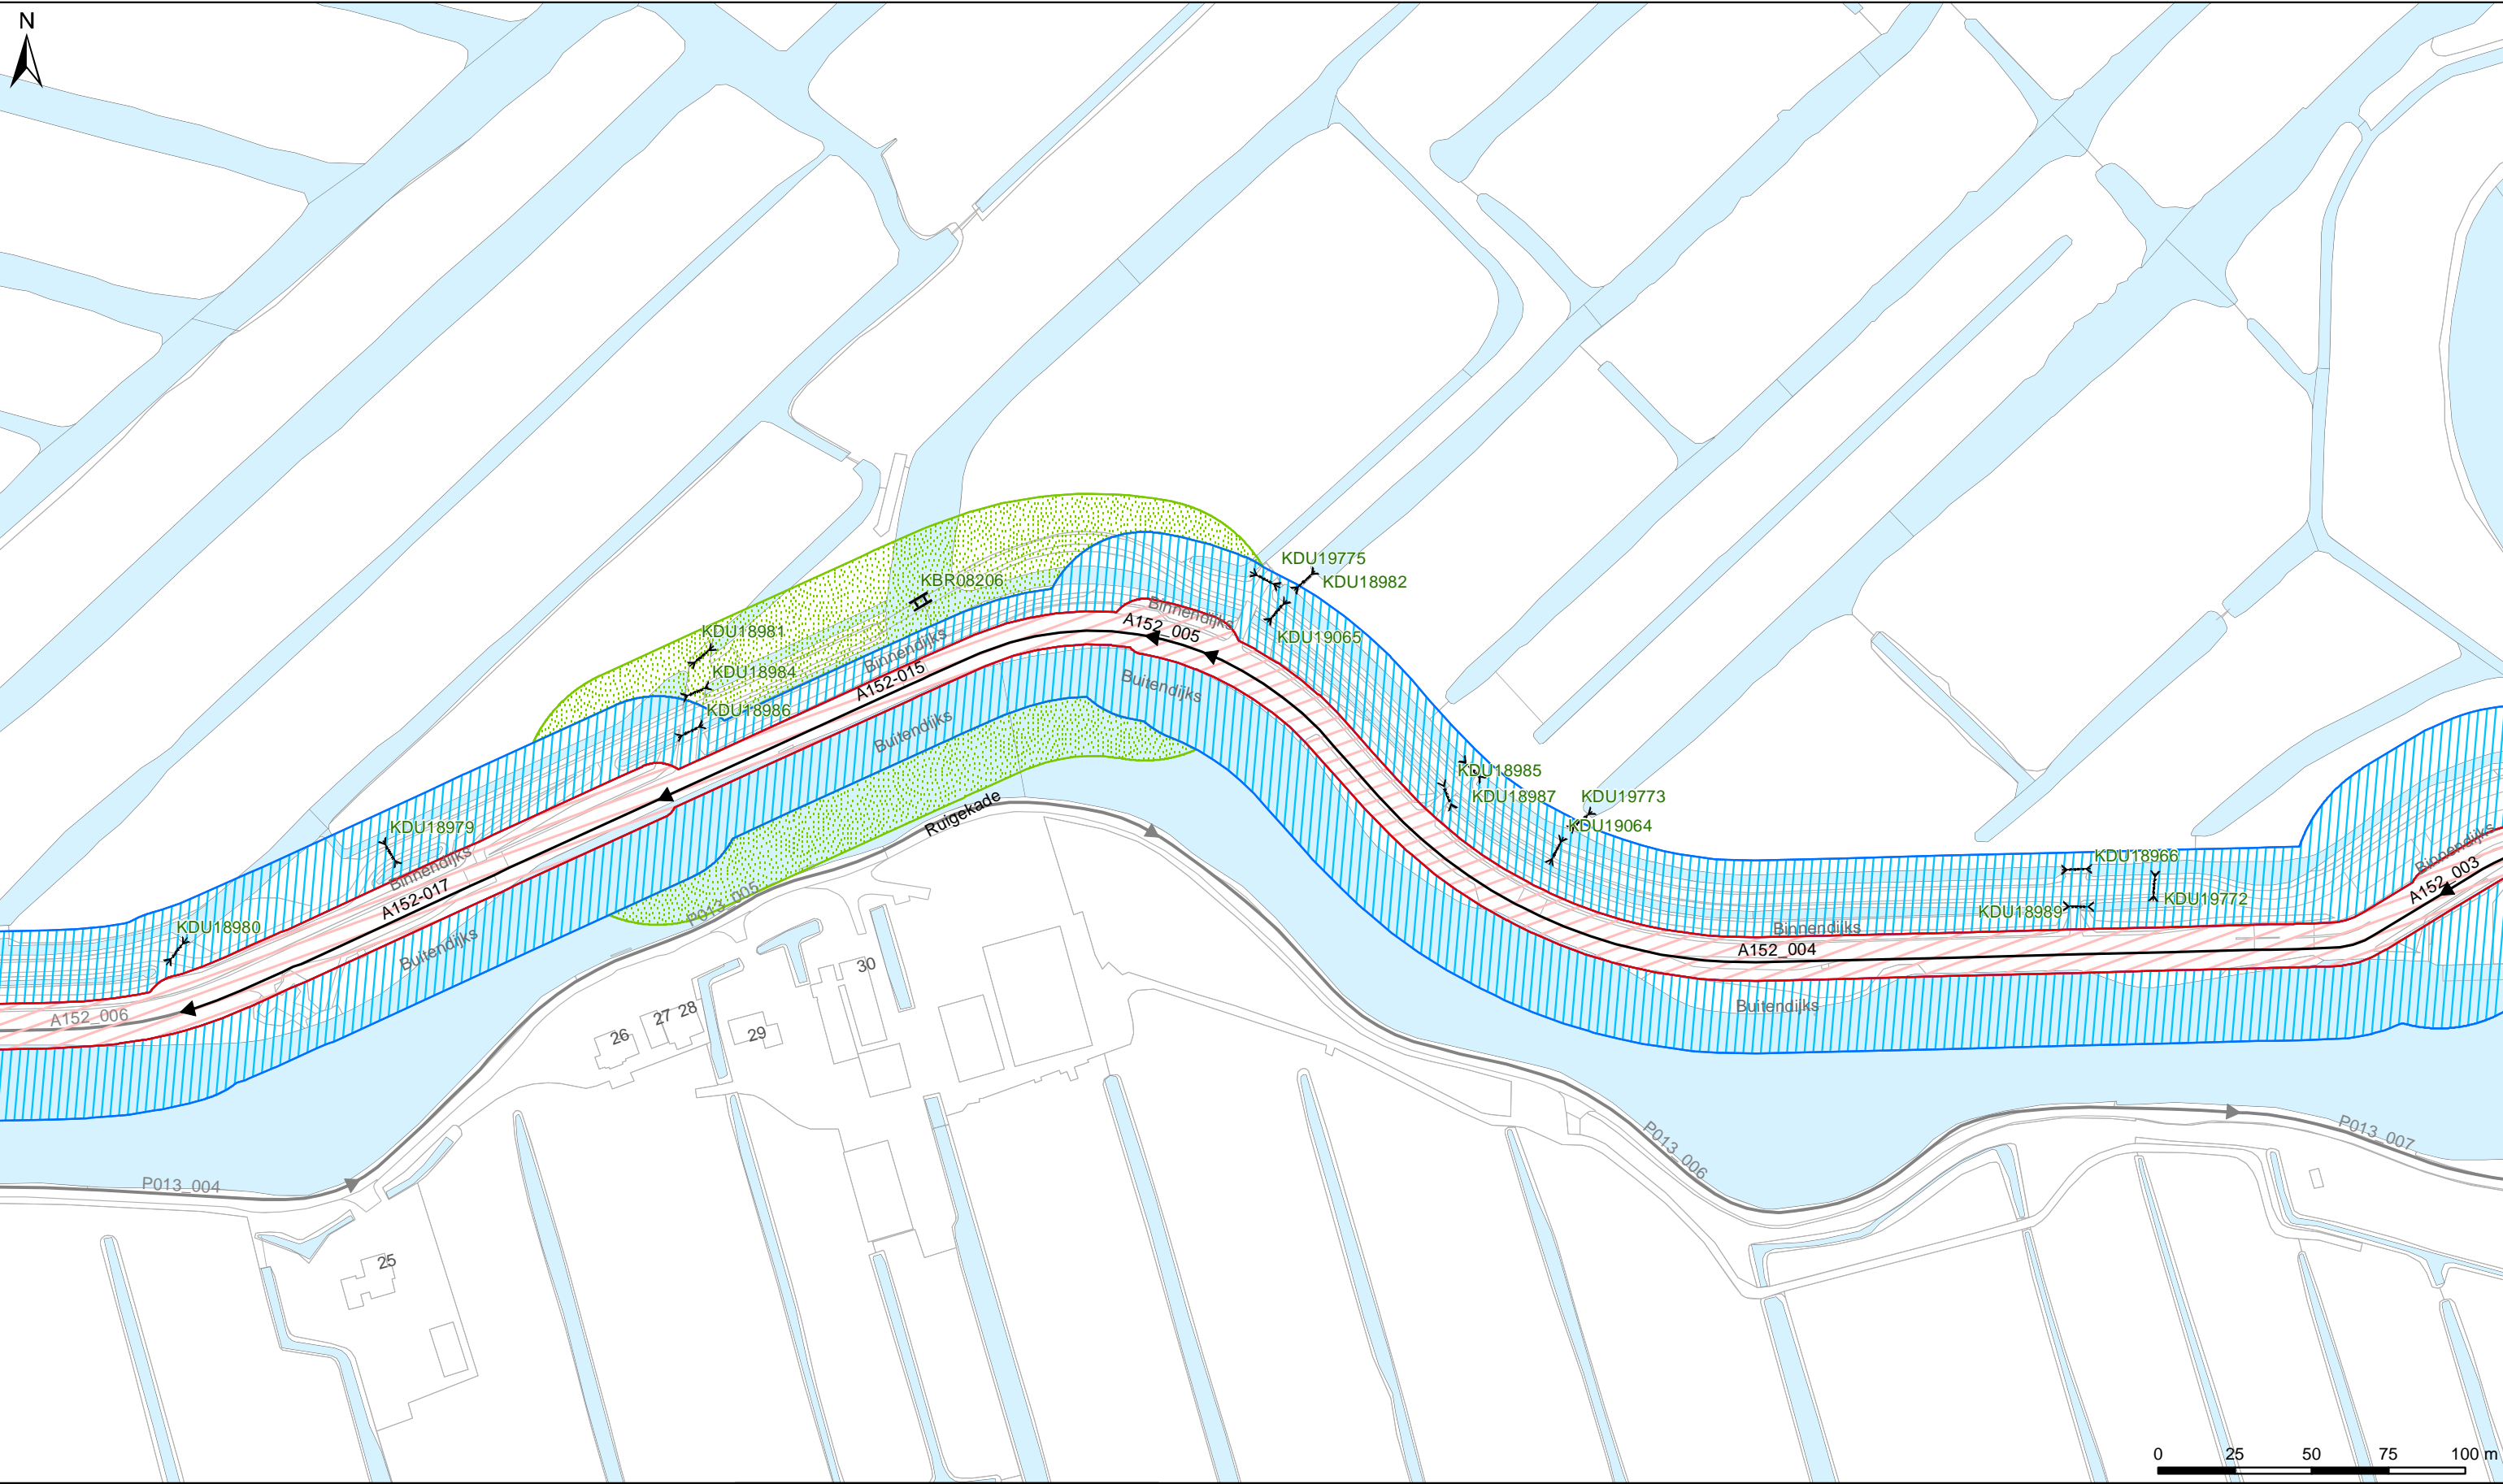 N
KDU19775
KBR08206
KDU18982
Binnendijks
A152_005
KDU18981
KDU19065
Binnendijks
KDU18984
A152-015
Buitendijks
KDU18986
Buitendijks
KDU18985
KDU18987
KDU19773
Ruigekade
KDU19064
KDU18979
Binnendijks
KDU18966
Binnendijks
A152_003
A152-017
P013_005
KDU19772
KDU18989
KDU18980
Binnendijks
Buitendijks
A152_004
30
Buitendijks
A152_006
27
28
26
29
P013_007
P013_006
P013_004
25
0 25 50 75 100 m